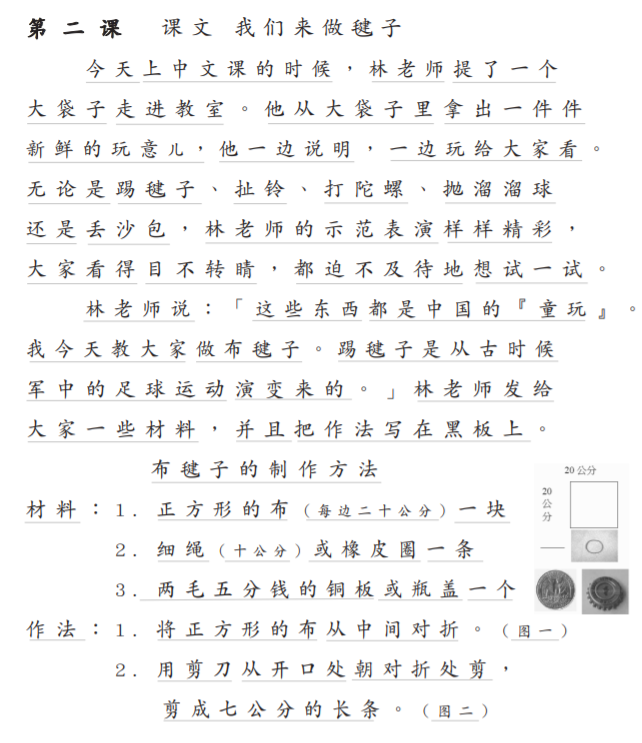 第二课 课文 我们来做毽子
今天上中文课的时候，林老师提了一个
大袋子走进教室。他从大袋子里拿出一件件
新鲜的玩意儿，他一边说明，一边玩给大家看。
无论是踢毽子、扯铃、打陀螺、抛溜溜球
还是丢沙包，林老师的示范表演样样精彩，
大家看得目不转睛，都迫不及待地想试一试。
林老师说：「这些东西都是中国的『童玩』。
我今天教大家做布毽子。踢毽子是从古时候
军中的足球运动演变来的。」林老师发给
大家一些材料，并且把作法写在黑板上。
布毽子的制作方法
20公分
20
公
分
材料：1. 正方形的布（每边二十公分）一块
2. 细绳（十公分）或橡皮圈一条
3. 两毛五分钱的铜板或瓶盖一个
作法：1. 将正方形的布从中间对折。（图一）
2. 用剪刀从开口处朝对折处剪，
剪成七公分的长条。（图二）